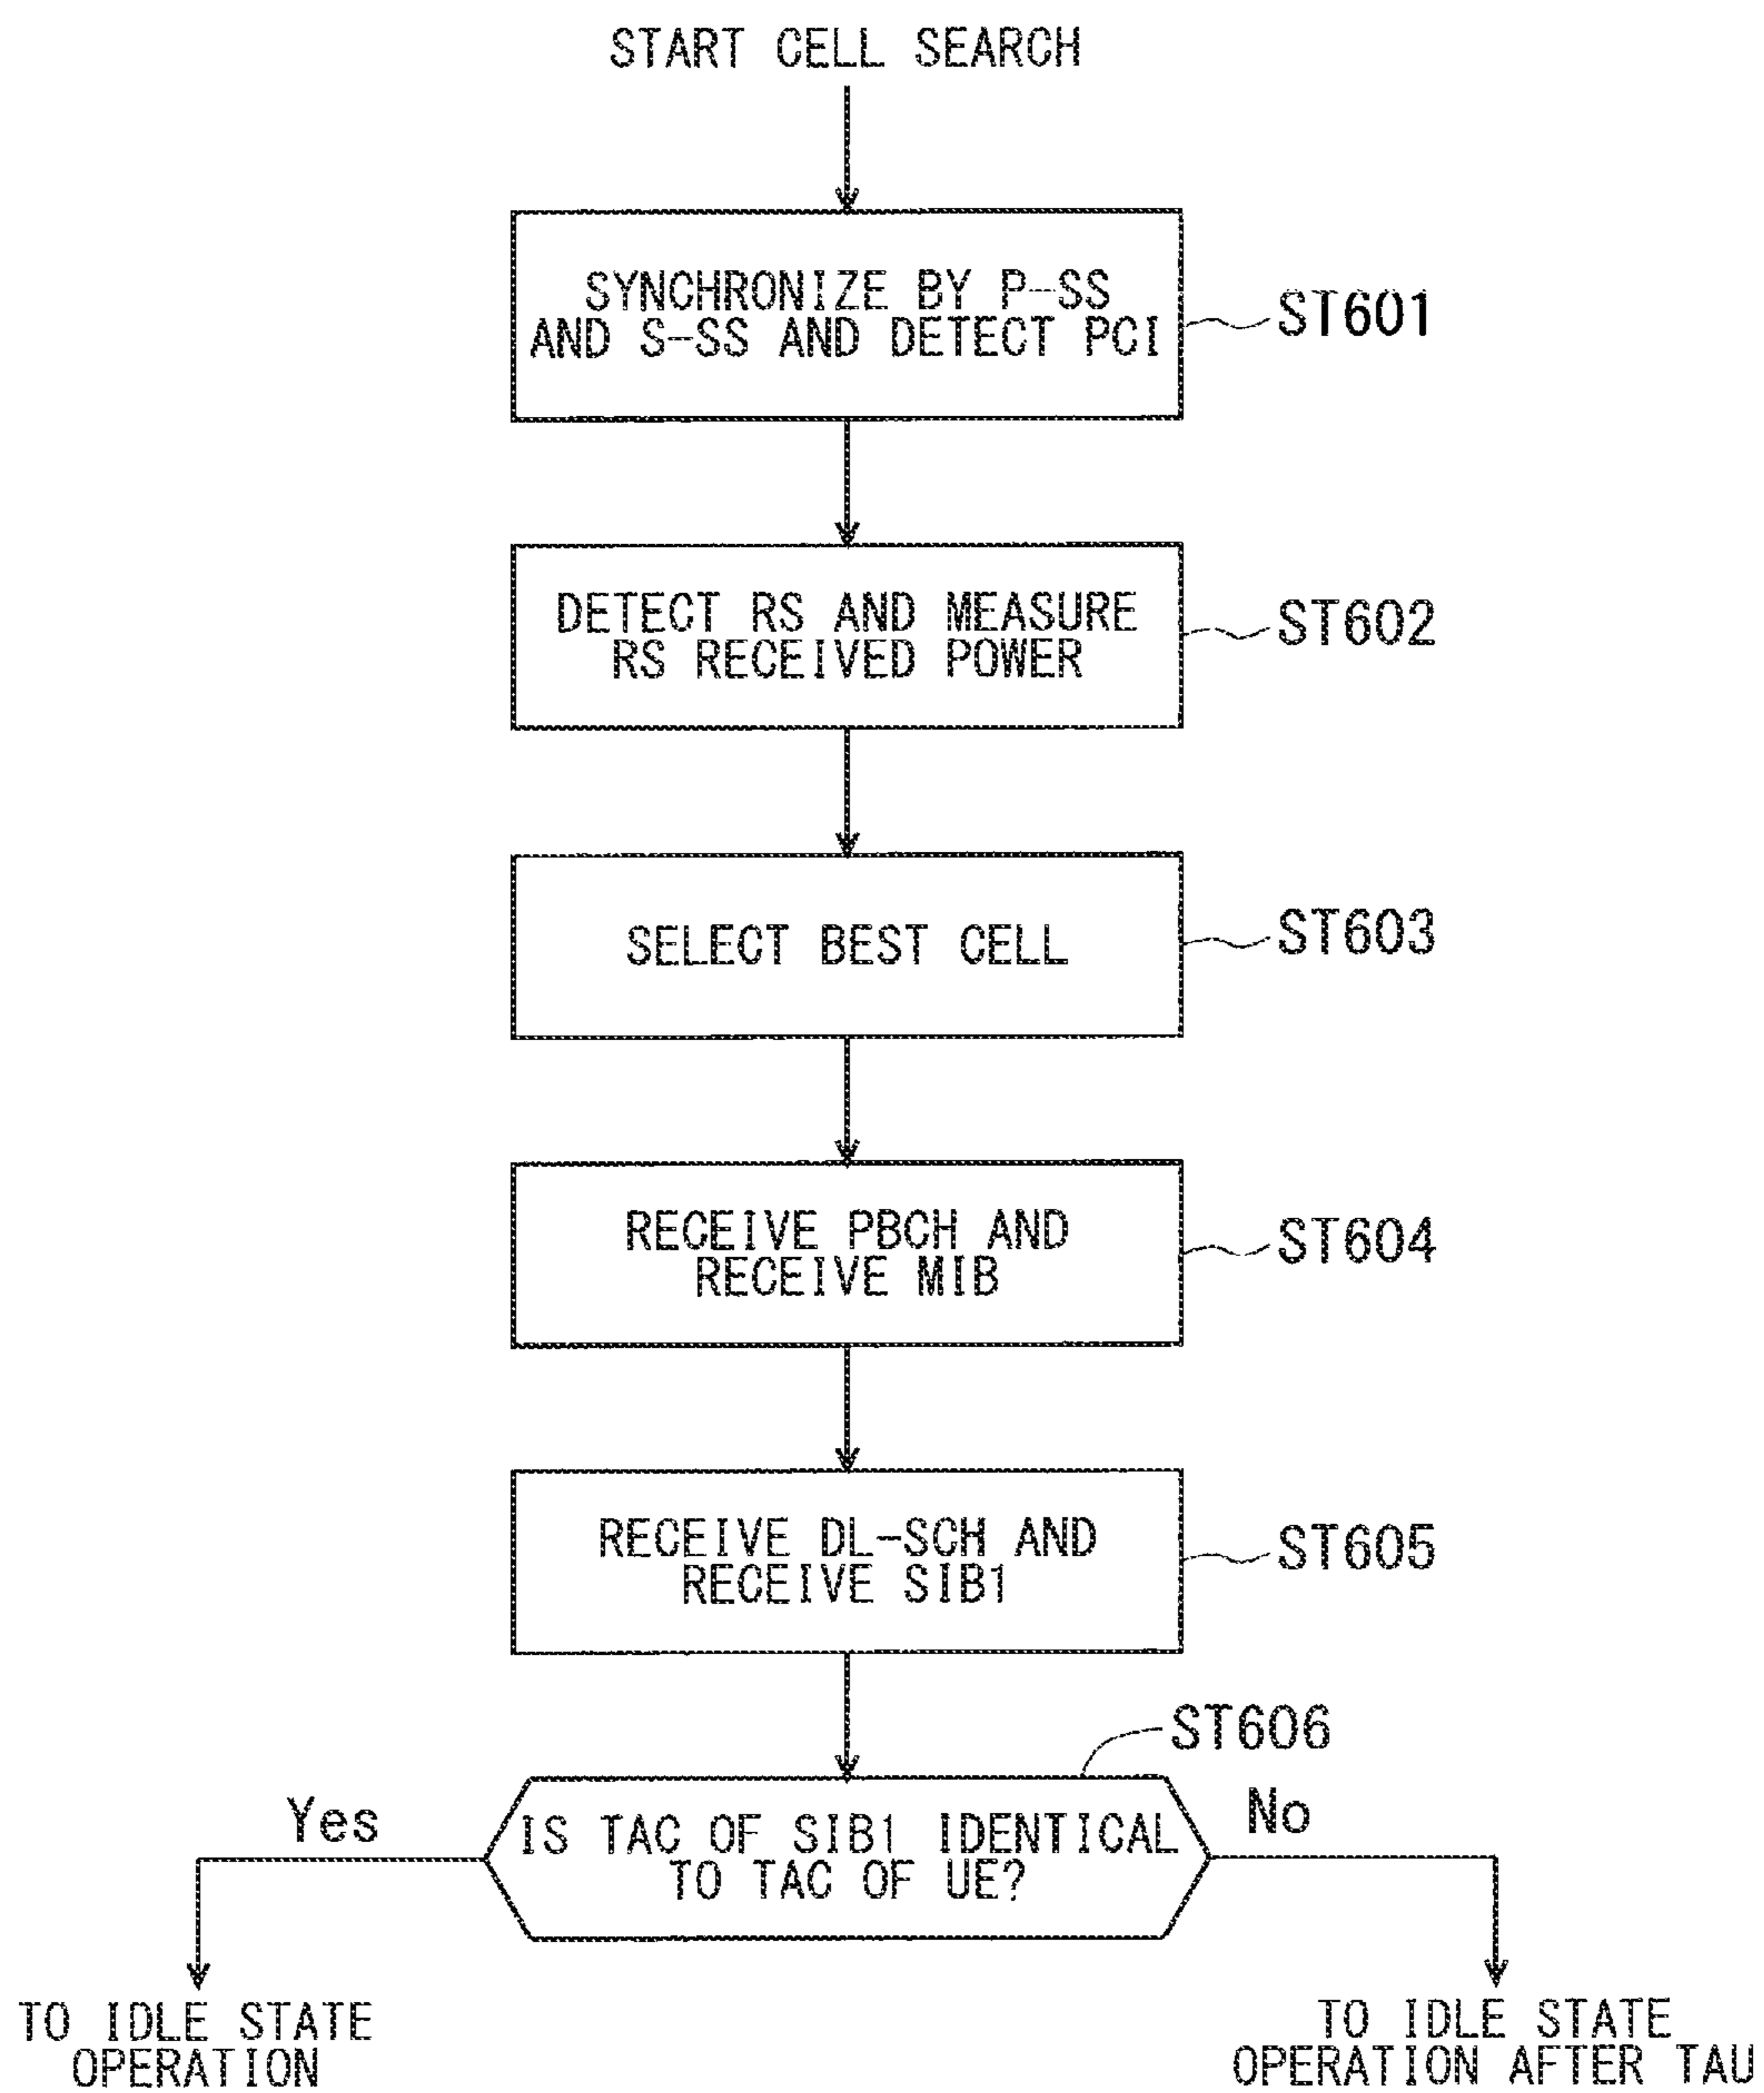 START CELL SEARCH
SYNCHRONIZE BY P-SS
AND S-SS AND DETECT PCI
ST601
DETECT RS AND MEASURE
RS RECEIVED POWER
ST602
SELECT BEST CELL
ST603
RECEIVE PBCH AND
RECEIVE MIB
ST604
RECEIVE DL-SCH AND
RECEIVE SIB1
ST605
ST606
Yes
IS TAC OF SIB1 IDENTICAL
TO TAC OF UE?
No
TO IDLE STATE
OPERATION
TO IDLE STATE
OPERATION AFTER TAU